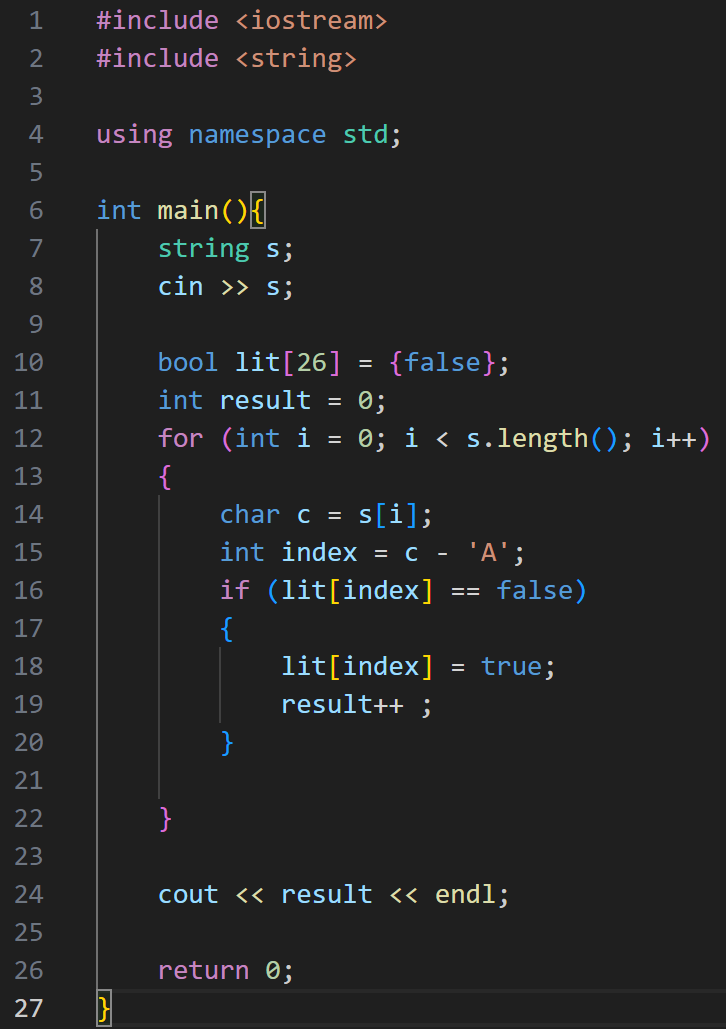 1 #include <iostream>
2 #include <string>
3
4 using namespace std;
5
6 int main(){
7     string s;
8     cin >> s;
9
10     bool lit[26] = {false};
11     int result = 0;
12     for (int i = 0; i < s.length(); i++)
13     {
14         char c = s[i];
15         int index = c - 'A';
16         if (lit[index] == false)
17         {
18             lit[index] = true;
19             result++ ;
20         }
21
22     }
23
24     cout << result << endl;
25
26     return 0;
27 }